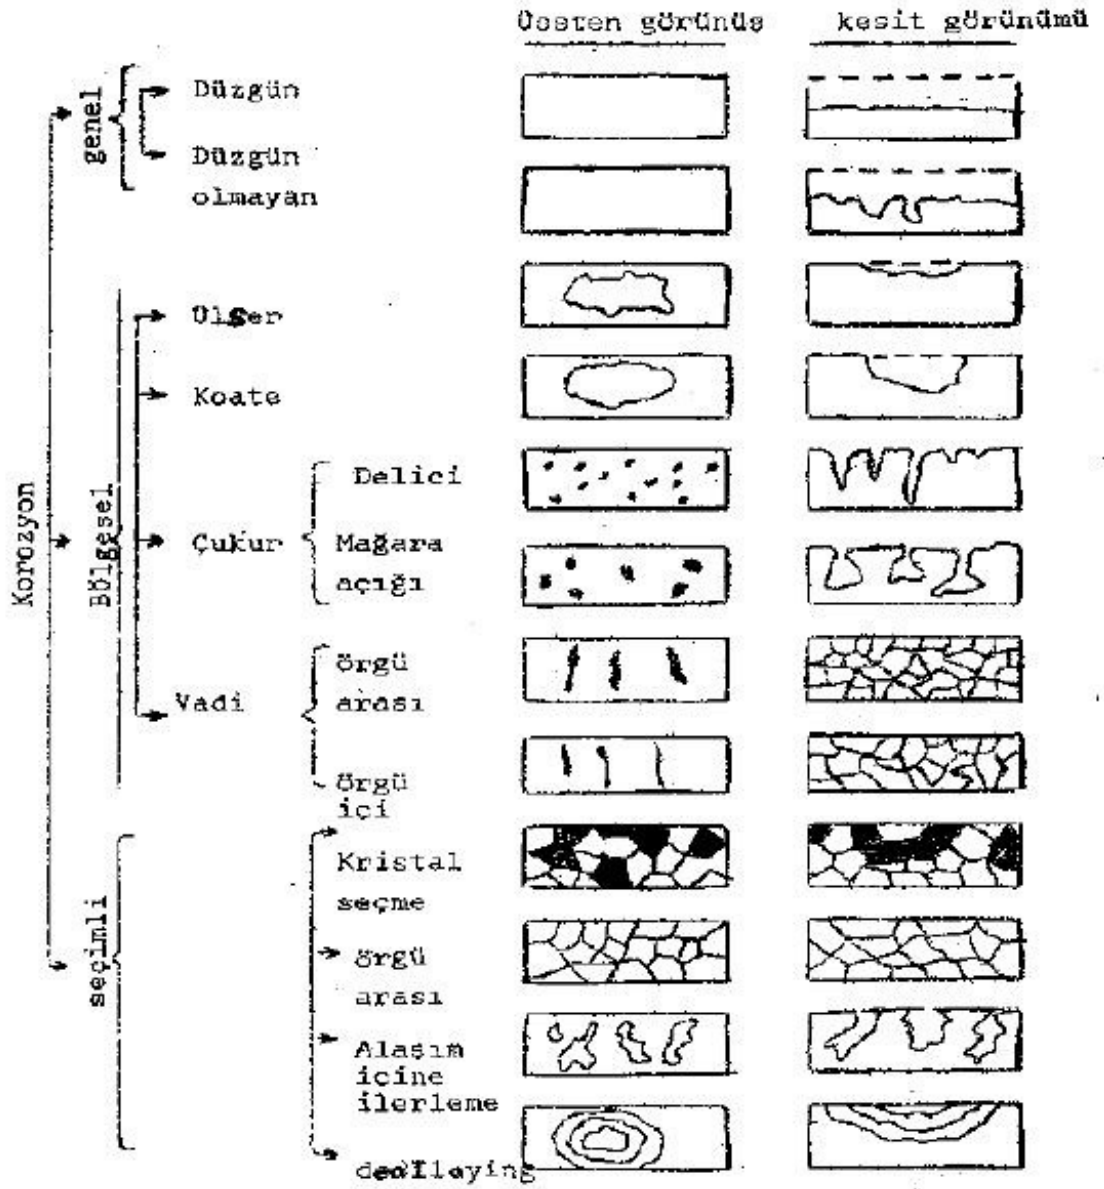 Üosten görünüş
kesit görünümü
Korozyon
genel
Düzgün
Düzgün
olmayan
Bölgesel
Ülser
Koate
Çukur
Delici
Mağara
açığı
Vadi
örgü
arası
örgü
içi
seçimli
Kristal
seçme
örgü
arası
Alaşım
içine
ilerleme